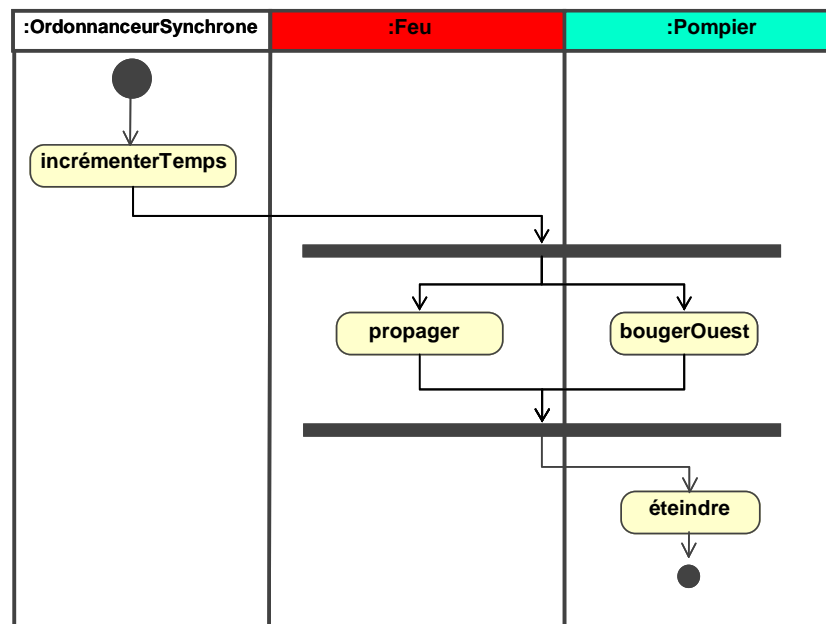 :OrdonnanceurSynchrone
:Feu
:Pompier
incrémenterTemps
propager
bougerOuest
éteindre